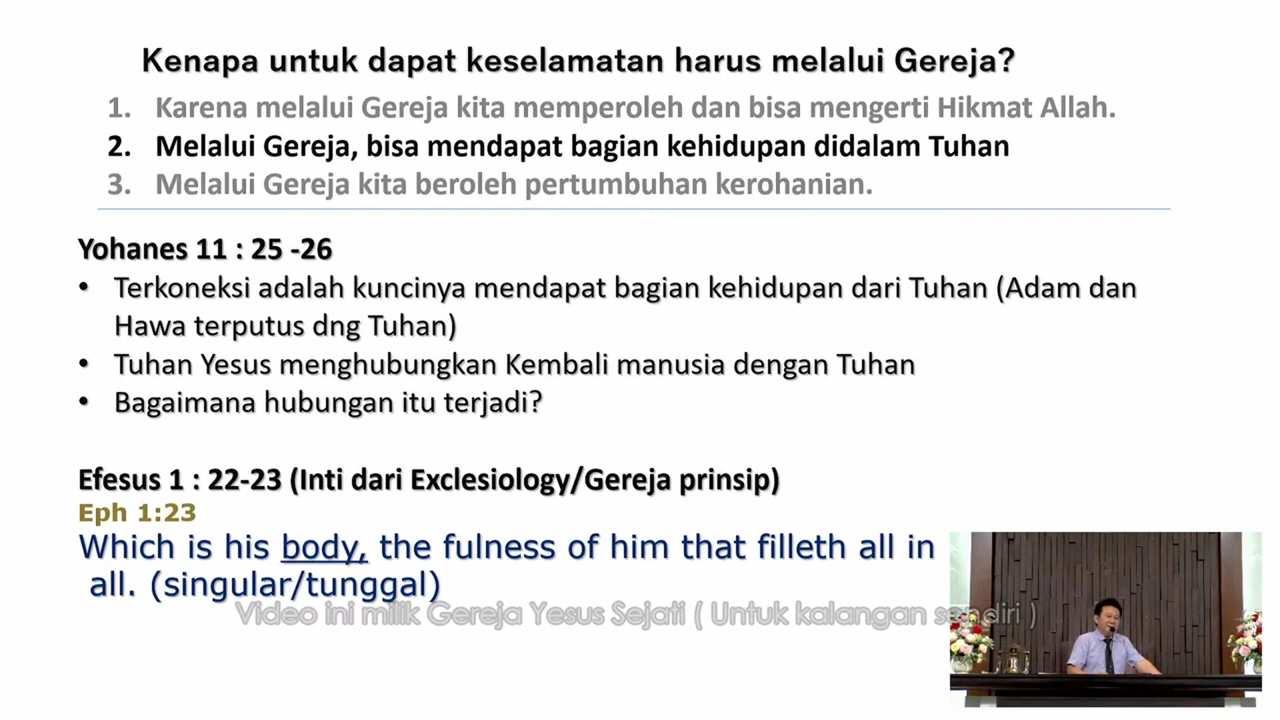 Kenapa untuk dapat keselamatan harus melalui Gereja?
1. Karena melalui Gereja kita memperoleh dan bisa mengerti Hikmat Allah.
2. Melalui Gereja, bisa mendapat bagian kehidupan didalam Tuhan
3. Melalui Gereja kita beroleh pertumbuhan kerohanian.
Yohanes 11 : 25 -26
• Terkoneksi adalah kuncinya mendapat bagian kehidupan dari Tuhan (Adam dan
Hawa terputus dng Tuhan)
• Tuhan Yesus menghubungkan Kembali manusia dengan Tuhan
• Bagaimana hubungan itu terjadi?
Efesus 1 : 22-23 (Inti dari Exclesiology/Gereja prinsip)
Eph 1:23
Which is his body, the fulness of him that filleth all in
all. (singular/tunggal)
Video ini milik Gereja Yesus Sejati ( Untuk kalangan sendiri )